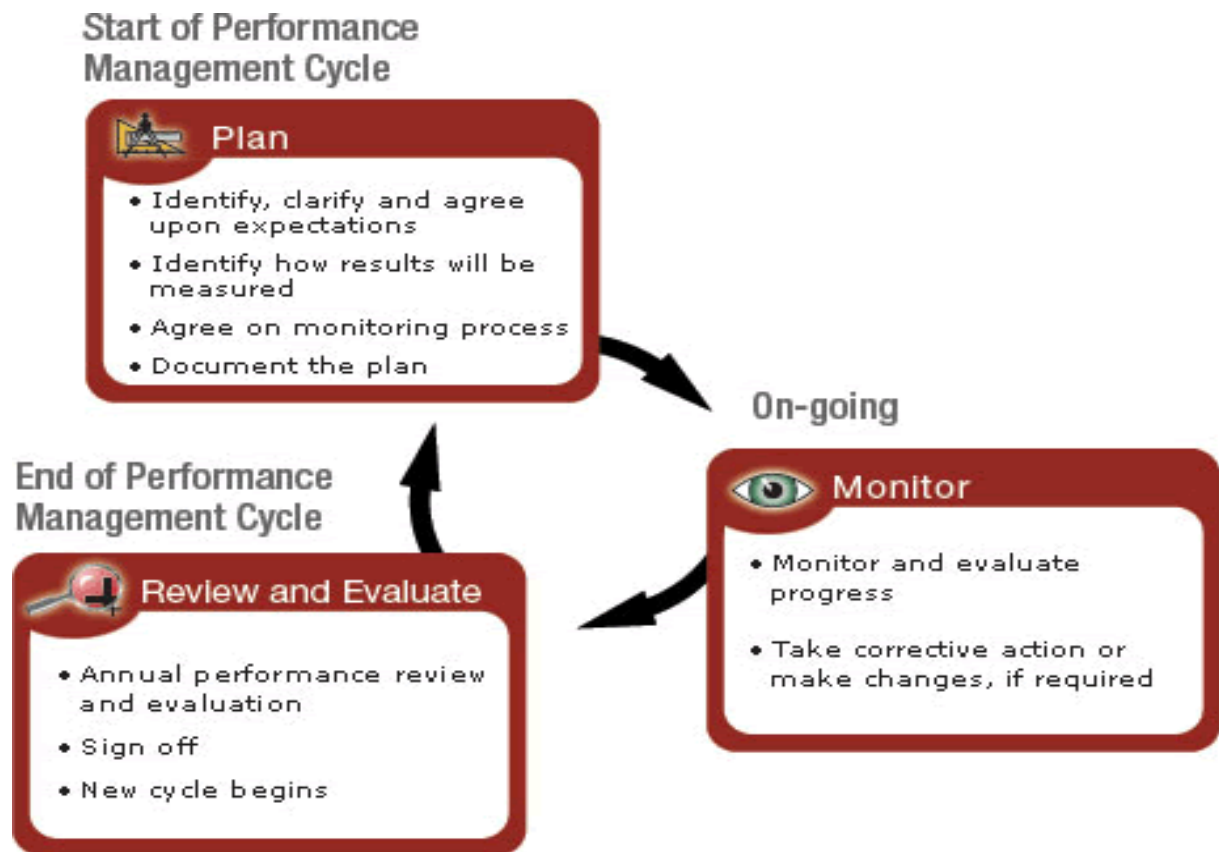 Start of Performance
Management Cycle
Plan
• Identify, clarify and agree
upon expectations
• Identify how results will be
measured
• Agree on monitoring process
• Document the plan
On-going
Monitor
• Monitor and evaluate
progress
• Take corrective action or
make changes, if required
End of Performance
Management Cycle
Review and Evaluate
• Annual performance review
and evaluation
• Sign off
• New cycle begins